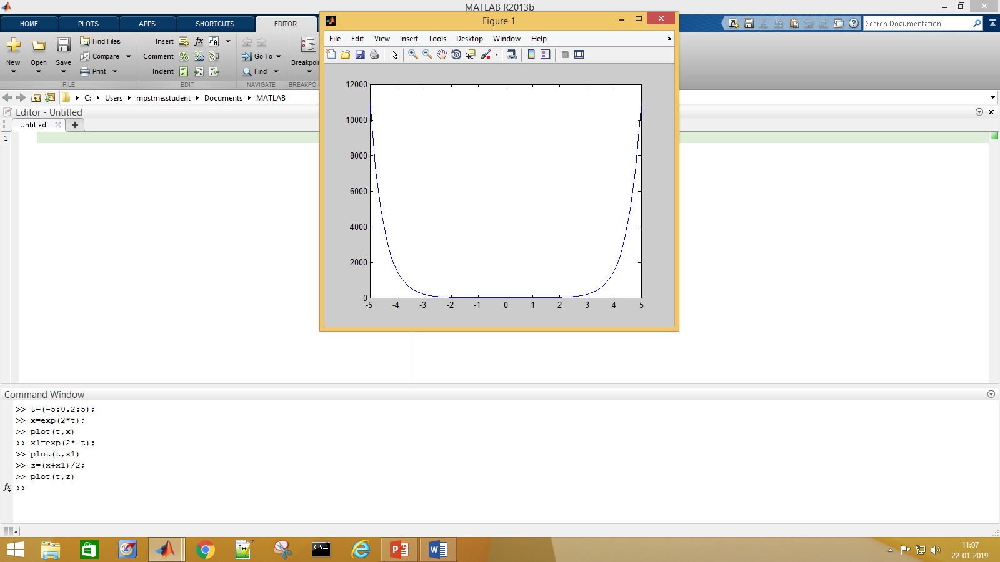 MATLAB R2013b
HOME PLOTS APPS SHORTCUTS EDITOR
Search Documentation
New Open Save
Find Files
Compare
Print
FILE
Insert fx
Comment
Indent
EDIT
Go To
Find
NAVIGATE
Breakpoin
BREAKPOI
C: Users mpstme.student Documents MATLAB
Editor - Untitled
Untitled
1
Figure 1
File Edit View Insert Tools Desktop Window Help
12000
10000
8000
6000
4000
2000
0
-5 -4 -3 -2 -1 0 1 2 3 4 5
Command Window
>> t=(-5:0.2:5);
>> x=exp(2*t);
>> plot(t,x)
>> x1=exp(2*-t);
>> plot(t,x1)
>> z=(x+x1)/2;
>> plot(t,z)
fx >>
11:07
22-01-2019